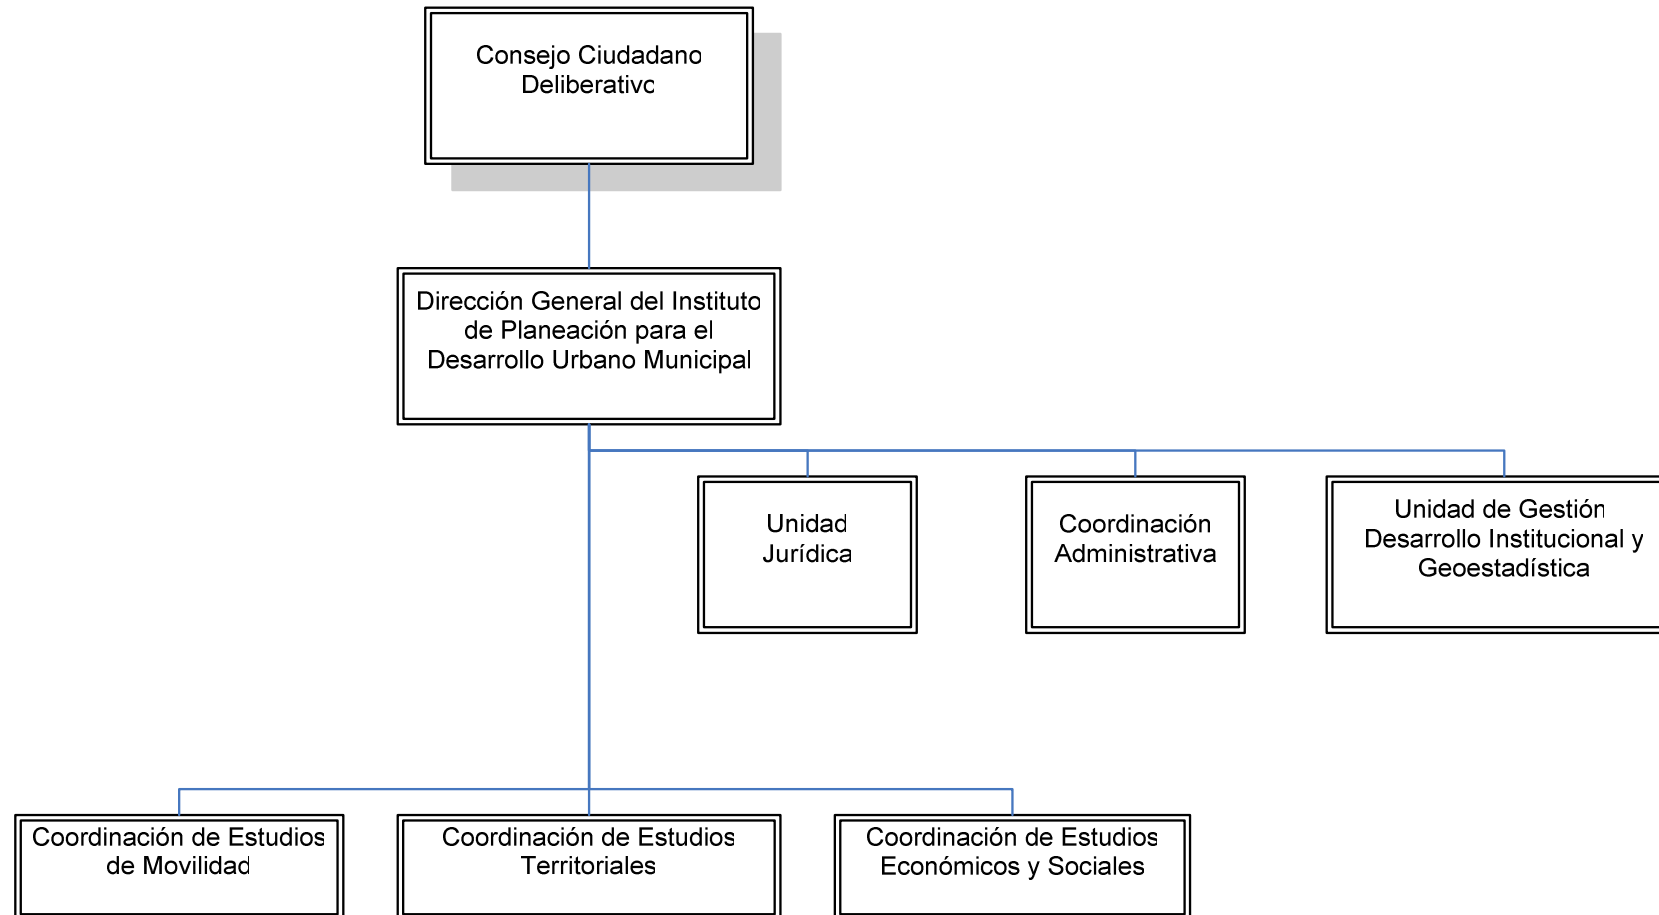 Consejo Ciudadano
Deliberativo
Dirección General del Instituto
de Planeación para el
Desarrollo Urbano Municipal
Unidad
Jurídica
Coordinación
Administrativa
Unidad de Gestión
Desarrollo Institucional y
Geoestadística
Coordinación de Estudios
de Movilidad
Coordinación de Estudios
Territoriales
Coordinación de Estudios
Económicos y Sociales